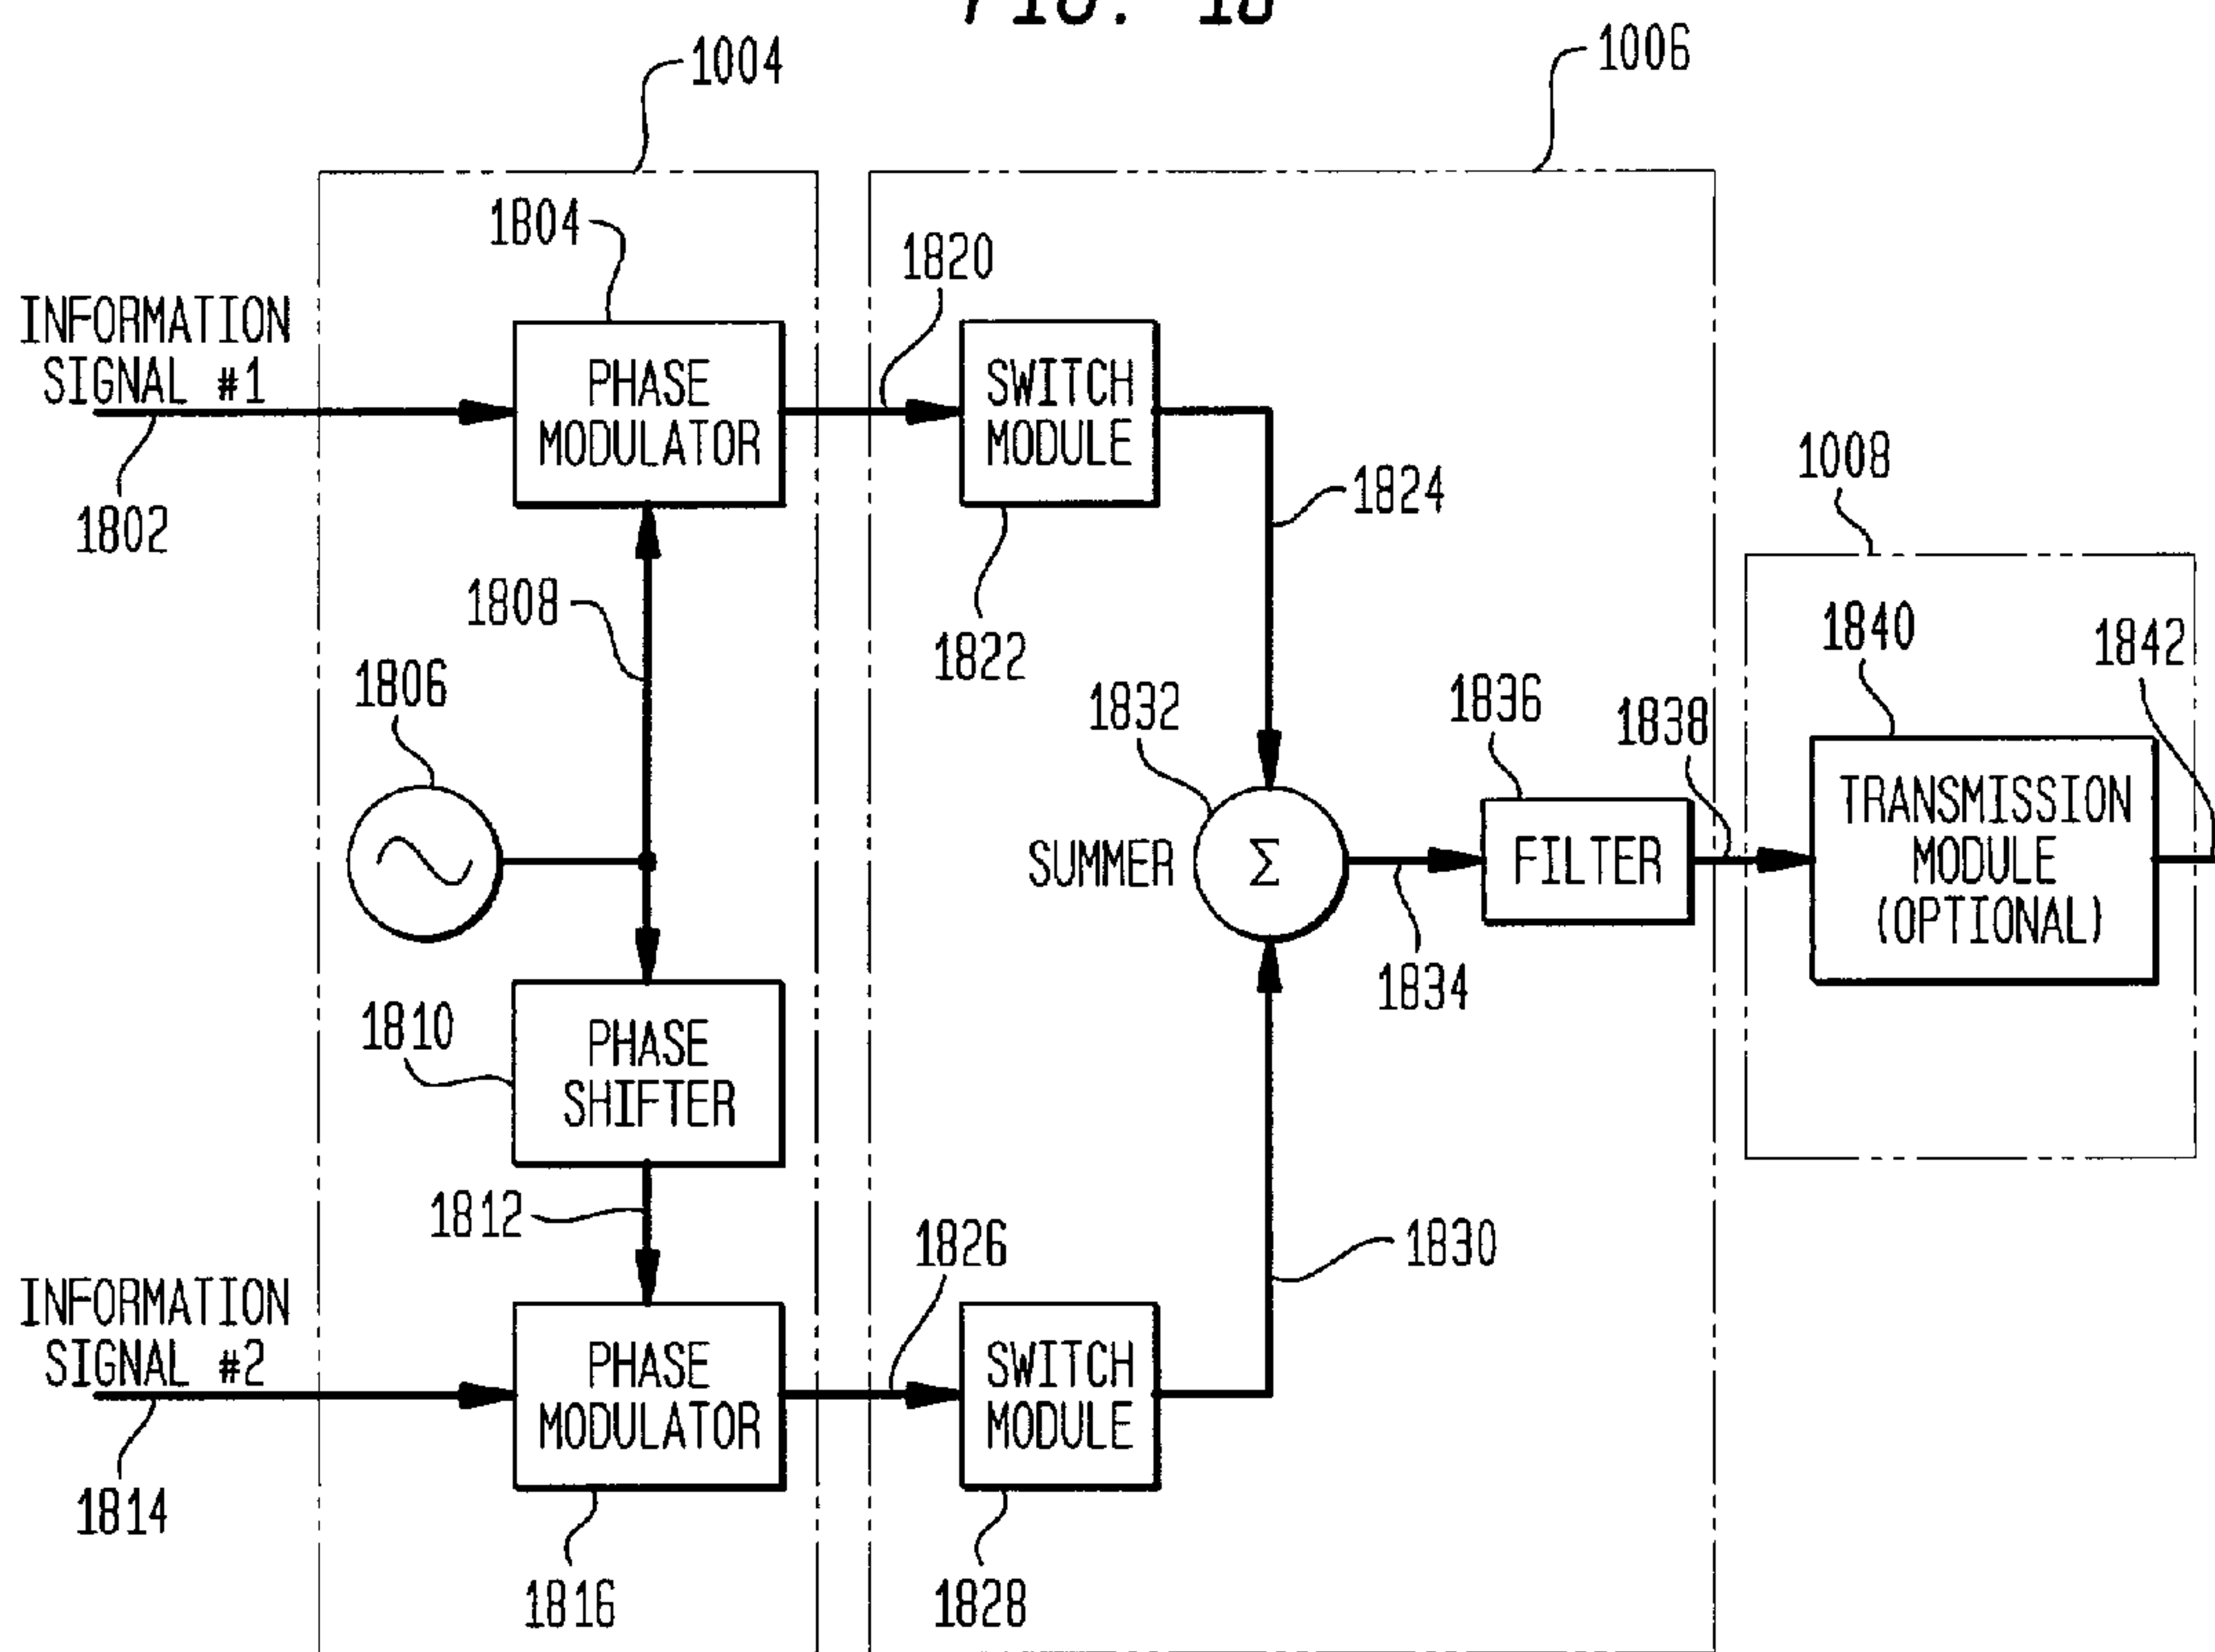 1004
1006
1804
1820
INFORMATION
SIGNAL #1
PHASE
MODULATOR
SWITCH
MODULE
1802
1824
1008
1808
1822
1806
1832
1836
1838
1840
1842
SUMMER
Σ
FILTER
TRANSMISSION
MODULE
(OPTIONAL)
1834
1810
PHASE
SHIFTER
1812
1826
1830
INFORMATION
SIGNAL #2
PHASE
MODULATOR
SWITCH
MODULE
1814
1816
1828